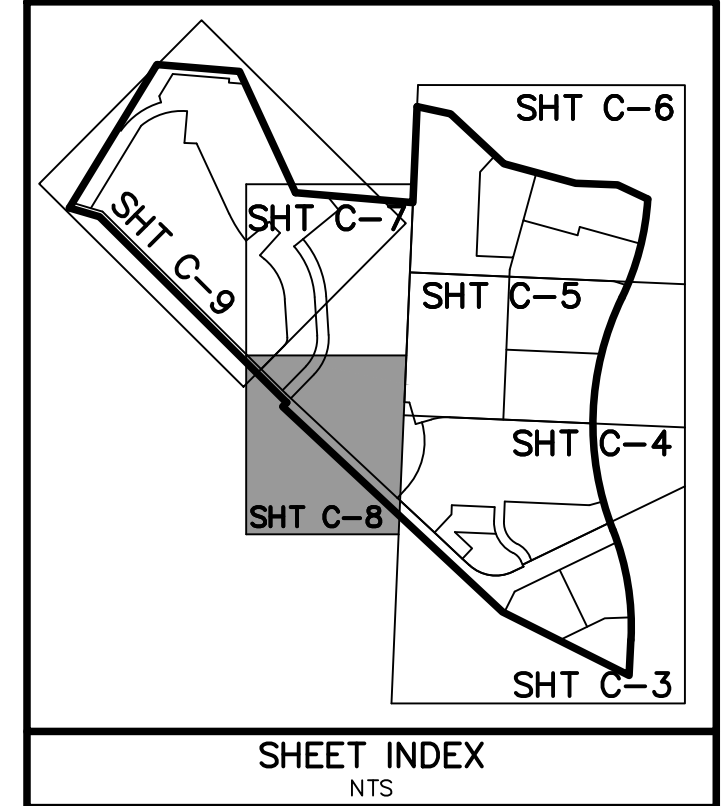 SHT C-6
SHT C-7
SHT C-9
SHT C-5
SHT C-4
SHT C-8
SHT C-3
SHEET INDEX
NTS